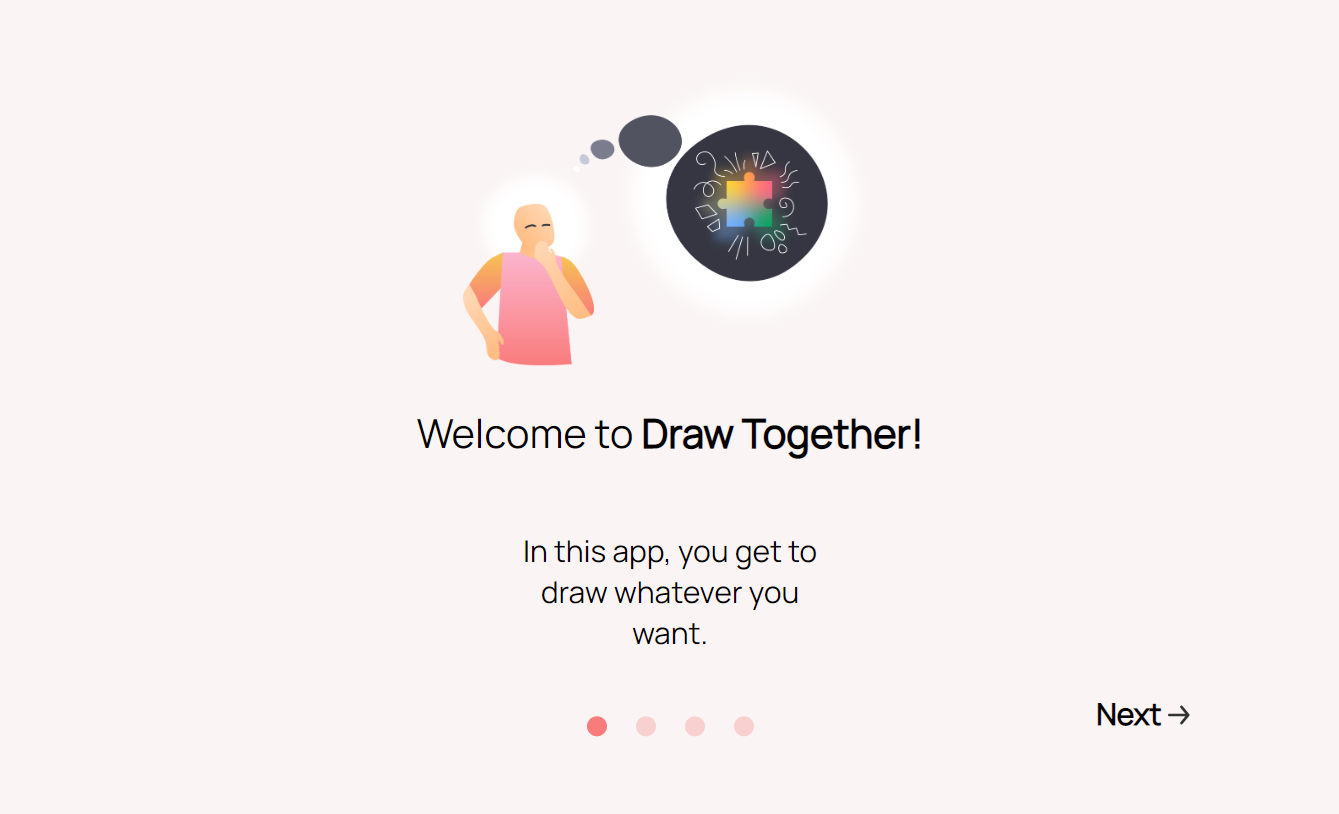 Welcome to Draw Together!
In this app, you get to
draw whatever you
want.
Next →